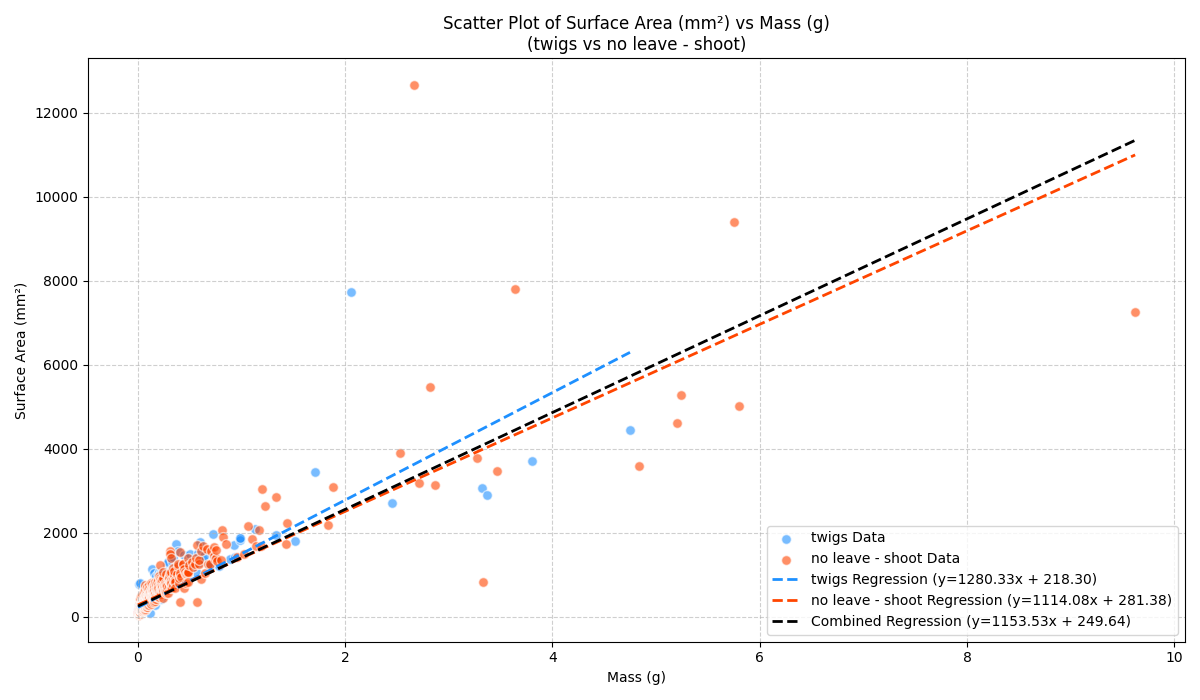 Scatter Plot of Surface Area (mm²) vs Mass (g)
(twigs vs no leave - shoot)
12000
10000
8000
6000
4000
2000
0
Surface Area (mm²)
0 2 4 6 8 10
Mass (g)
twigs Data
no leave - shoot Data
twigs Regression (y=1280.33x + 218.30)
no leave - shoot Regression (y=1114.08x + 281.38)
Combined Regression (y=1153.53x + 249.64)